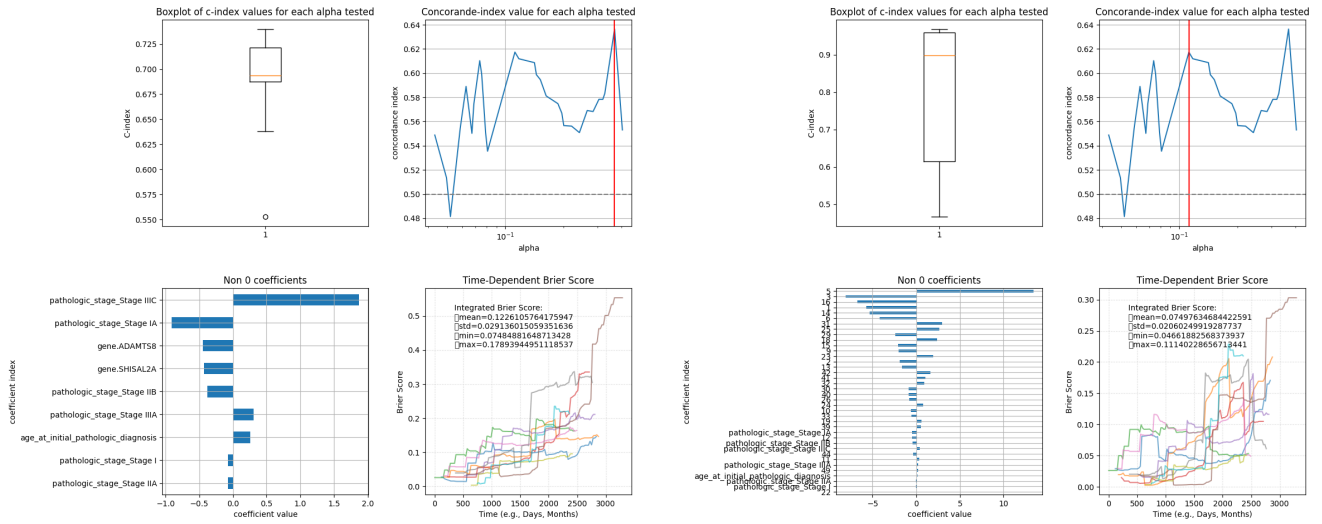 Boxplot of c-index values for each alpha tested
C-index
0.725
0.700
0.675
0.650
0.625
0.600
0.575
0.550
1
Concorande-index value for each alpha tested
concordance index
0.64
0.62
0.60
0.58
0.56
0.54
0.52
0.50
0.48
10⁻¹
alpha
Boxplot of c-index values for each alpha tested
C-index
0.9
0.8
0.7
0.6
0.5
1
Concorande-index value for each alpha tested
concordance index
0.64
0.62
0.60
0.58
0.56
0.54
0.52
0.50
0.48
10⁻¹
alpha
Non 0 coefficients
coefficient index
pathologic_stage_Stage IIIC
pathologic_stage_Stage IA
gene.ADAMTS8
gene.SHISAL2A
pathologic_stage_Stage IIB
pathologic_stage_Stage IIIA
age_at_initial_pathologic_diagnosis
pathologic_stage_Stage I
pathologic_stage_Stage IIA
−1.0 −0.5 0.0 0.5 1.0 1.5 2.0
coefficient value
Time-Dependent Brier Score
Integrated Brier Score:
mean=0.1226105764175947
std=0.029136015059351636
min=0.07484881648713428
max=0.17893944951118537
Brier Score
0.5
0.4
0.3
0.2
0.1
0.0
0 500 1000 1500 2000 2500 3000
Time (e.g., Days, Months)
Non 0 coefficients
coefficient index
5
16
14
pathologic_stage_Stage IA
pathologic_stage_Stage IIIA
age_at_initial_pathologic_diagnosis
pathologic_stage_Stage IIA
pathologic_stage_Stage I
22
−5 0 5 10
coefficient value
Time-Dependent Brier Score
Integrated Brier Score:
mean=0.07497634684422591
std=0.02060249919287737
min=0.04661882568373937
max=0.11140228656713441
Brier Score
0.30
0.25
0.20
0.15
0.10
0.05
0.00
0 500 1000 1500 2000 2500 3000
Time (e.g., Days, Months)